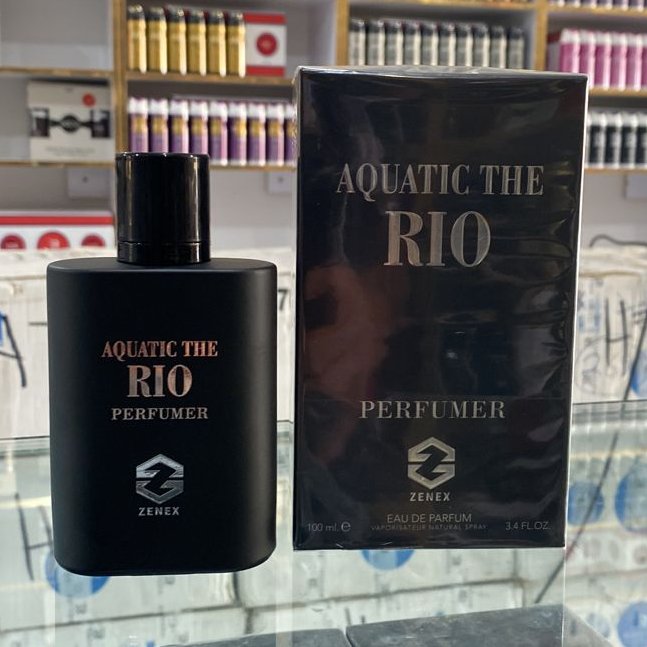 AQUATIC THE
RIO
PERFUMER
ZENEX
AQUATIC THE
RIO
PERFUMER
ZENEX
EAU DE PARFUM
100 ml. e
VAPORISATEUR NATURAL SPRAY
3.4 FL.OZ.